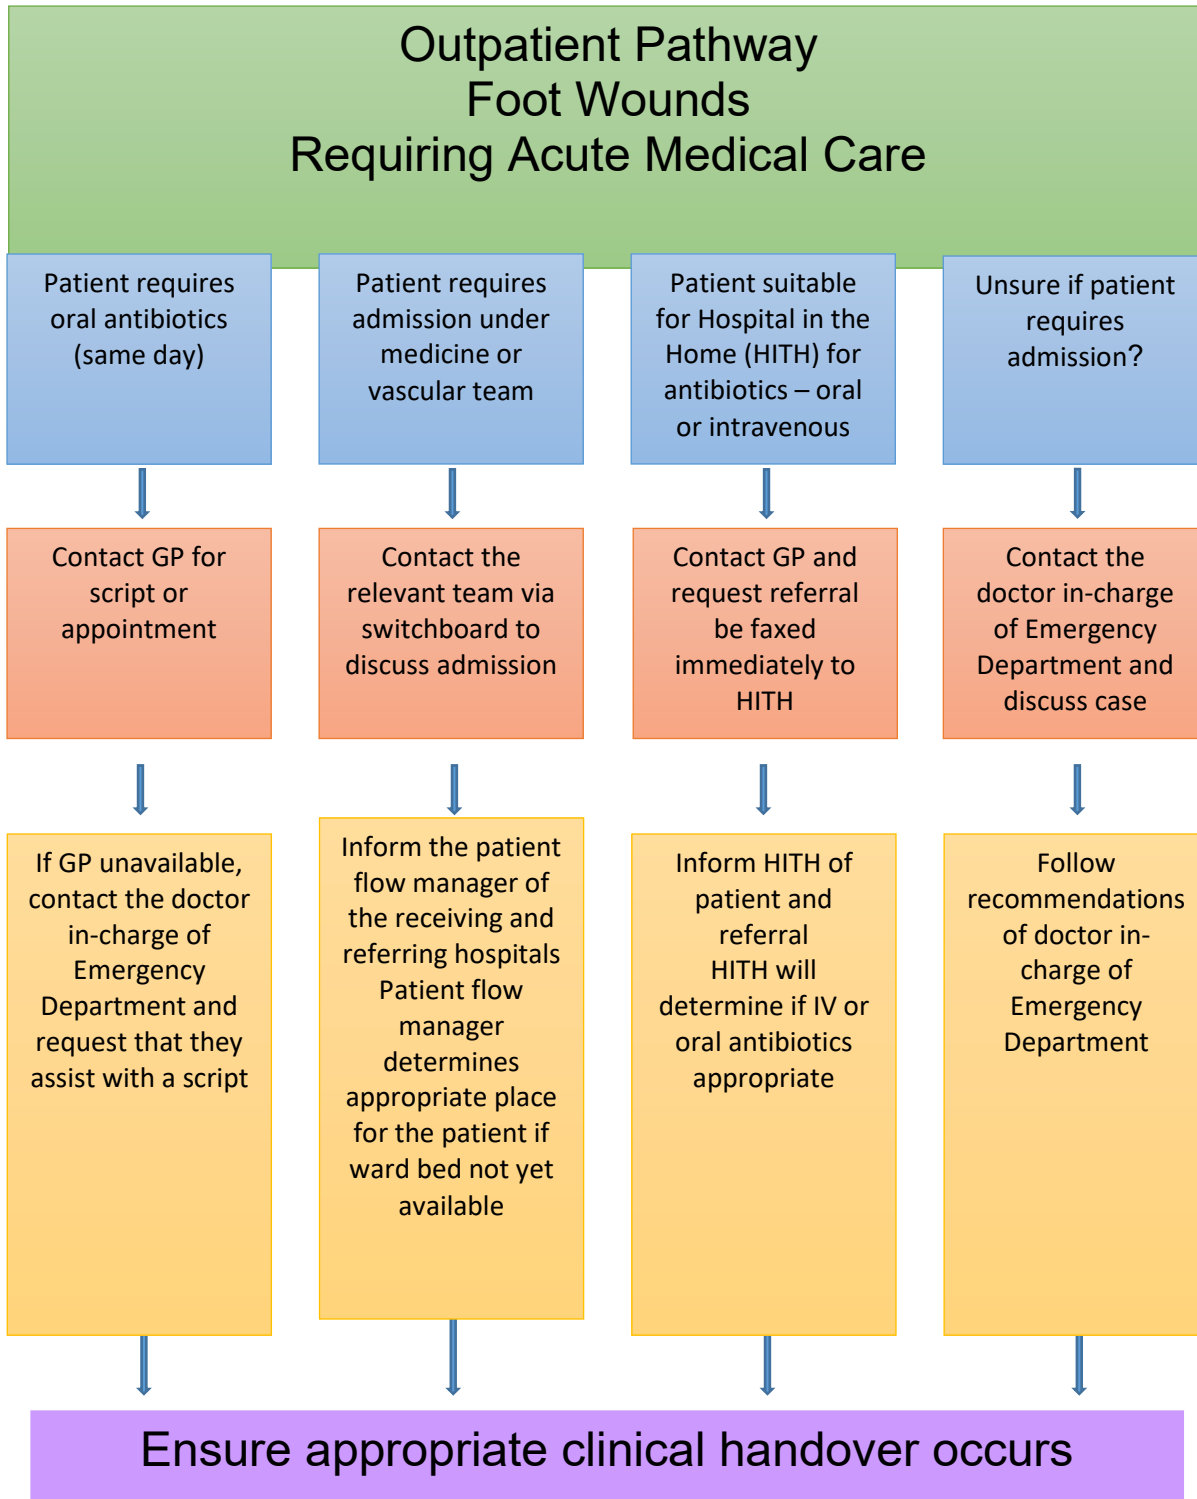 Outpatient Pathway
Foot Wounds
Requiring Acute Medical Care
Patient requires
oral antibiotics
(same day)
Patient requires
admission under
medicine or
vascular team
Patient suitable
for Hospital in the
Home (HITH) for
antibiotics – oral
or intravenous
Unsure if patient
requires
admission?
Contact GP for
script or
appointment
Contact the
relevant team via
switchboard to
discuss admission
Contact GP and
request referral
be faxed
immediately to
HITH
Contact the
doctor in-charge
of Emergency
Department and
discuss case
If GP unavailable,
contact the doctor
in-charge of
Emergency
Department and
request that they
assist with a script
Inform the patient
flow manager of
the receiving and
referring hospitals
Patient flow
manager
determines
appropriate place
for the patient if
ward bed not yet
available
Inform HITH of
patient and
referral
HITH will
determine if IV or
oral antibiotics
appropriate
Follow
recommendations
of doctor in-
charge of
Emergency
Department
Ensure appropriate clinical handover occurs